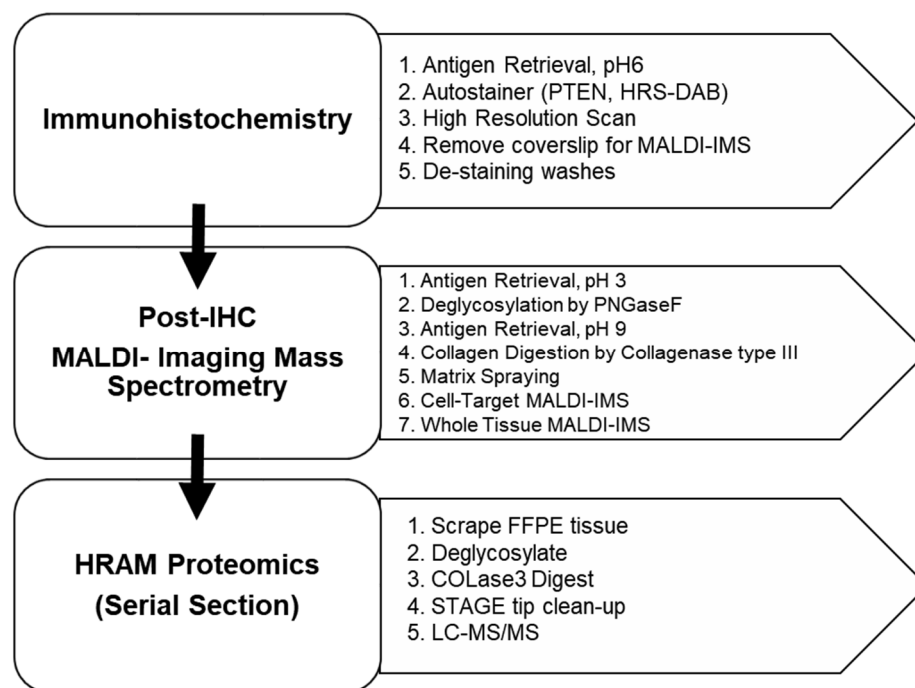 Immunohistochemistry
1. Antigen Retrieval, pH6
2. Autostainer (PTEN, HRS-DAB)
3. High Resolution Scan
4. Remove coverslip for MALDI-IMS
5. De-staining washes
Post-IHC
MALDI- Imaging Mass
Spectrometry
1. Antigen Retrieval, pH 3
2. Deglycosylation by PNGaseF
3. Antigen Retrieval, pH 9
4. Collagen Digestion by Collagenase type III
5. Matrix Spraying
6. Cell-Target MALDI-IMS
7. Whole Tissue MALDI-IMS
HRAM Proteomics
(Serial Section)
1. Scrape FFPE tissue
2. Deglycosylate
3. COLase3 Digest
4. STAGE tip clean-up
5. LC-MS/MS